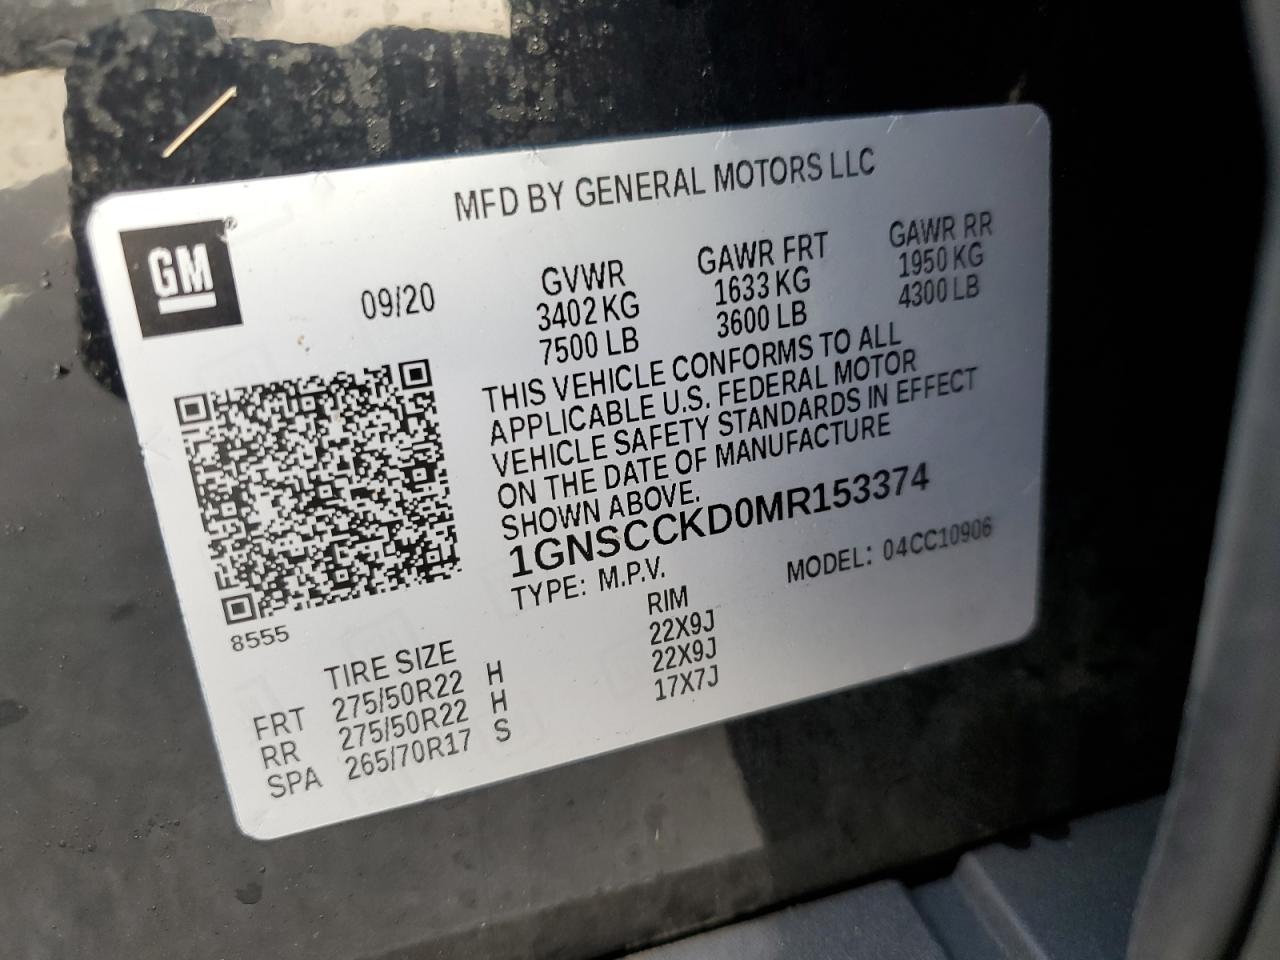 MFD BY GENERAL MOTORS LLC
GM®
09/20
GVWR
3402 KG
7500 LB
GAWR FRT
1633 KG
3600 LB
GAWR RR
1950 KG
4300 LB
THIS VEHICLE CONFORMS TO ALL
APPLICABLE U.S. FEDERAL MOTOR
VEHICLE SAFETY STANDARDS IN EFFECT
ON THE DATE OF MANUFACTURE
SHOWN ABOVE.
1GNSCCKD0MR153374
TYPE: M.P.V. MODEL: 04CC10906
8555
TIRE SIZE RIM
FRT 275/50R22 H 22X9J
RR 275/50R22 H 22X9J
SPA 265/70R17 S 17X7J